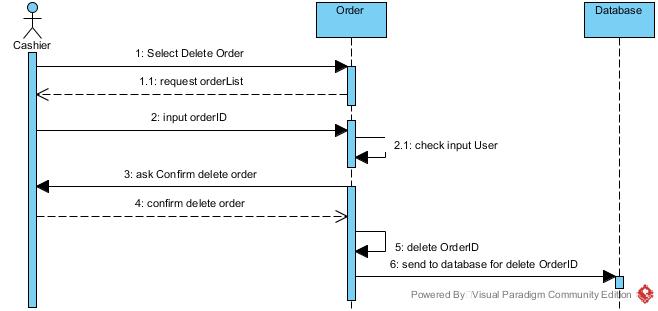 Order
Database
Cashier
1: Select Delete Order
1.1: request orderList
2: input orderID
2.1: check input User
3: ask Confirm delete order
4: confirm delete order
5: delete OrderID
6: send to database for delete OrderID
Powered By Visual Paradigm Community Edition